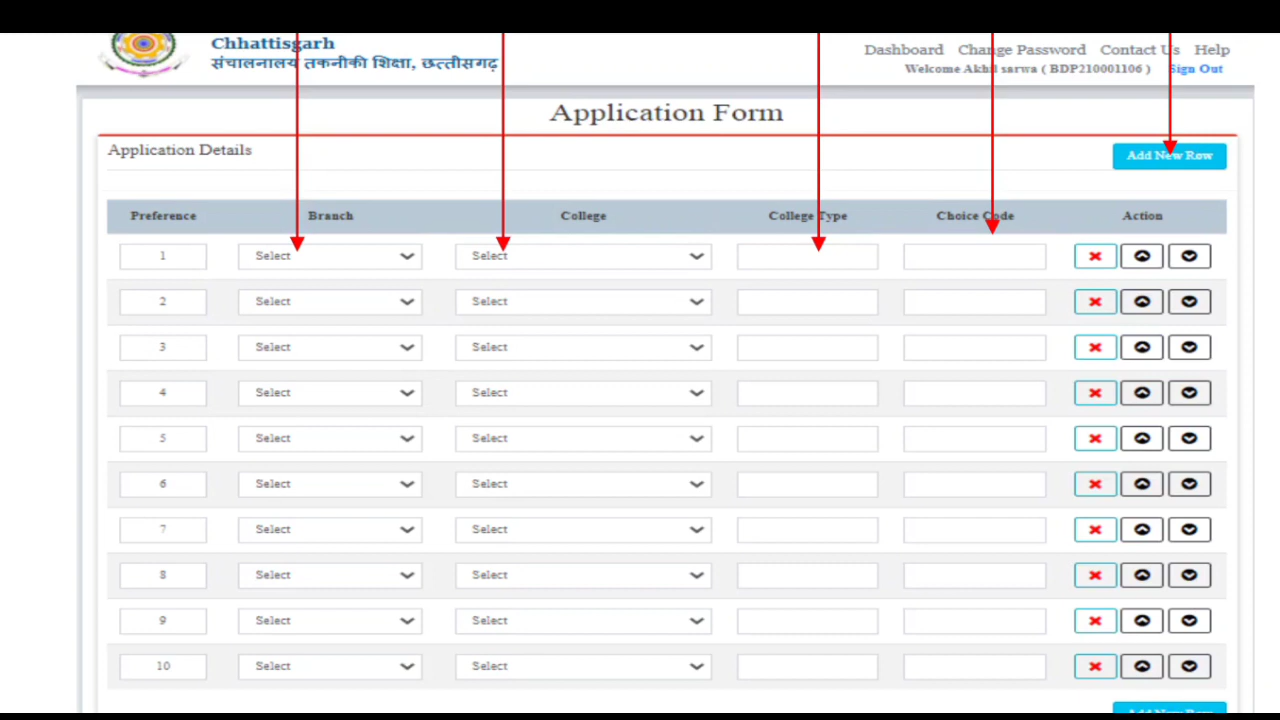 Chhattisgarh
संचालनालय तकनीकी शिक्षा, छत्तीसगढ़
Dashboard Change Password Contact Us Help
Welcome Akhil sarwa ( BDP210001106 ) Sign Out
Application Form
Application Details
Add New Row
Preference Branch College College Type Choice Code Action
1 Select Select
2 Select Select
3 Select Select
4 Select Select
5 Select Select
6 Select Select
7 Select Select
8 Select Select
9 Select Select
10 Select Select
Add New Row